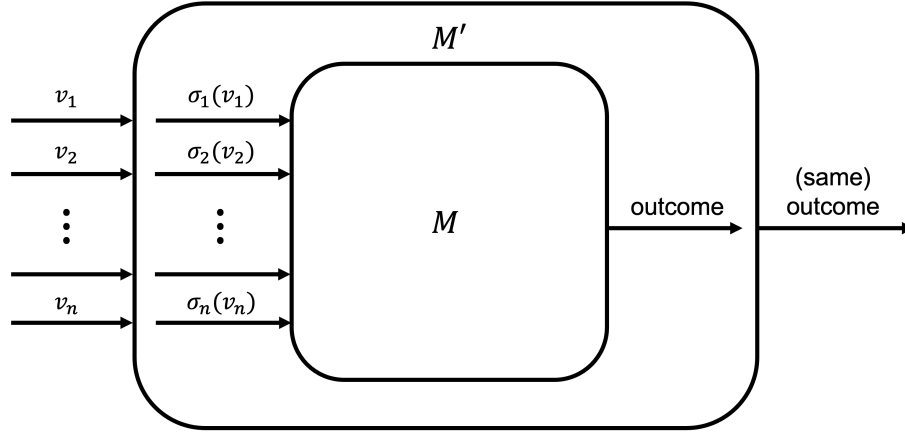 M′
v₁ σ₁(v₁)
v₂ σ₂(v₂)
(same)
⋮ ⋮ M outcome outcome
vₙ σₙ(vₙ)